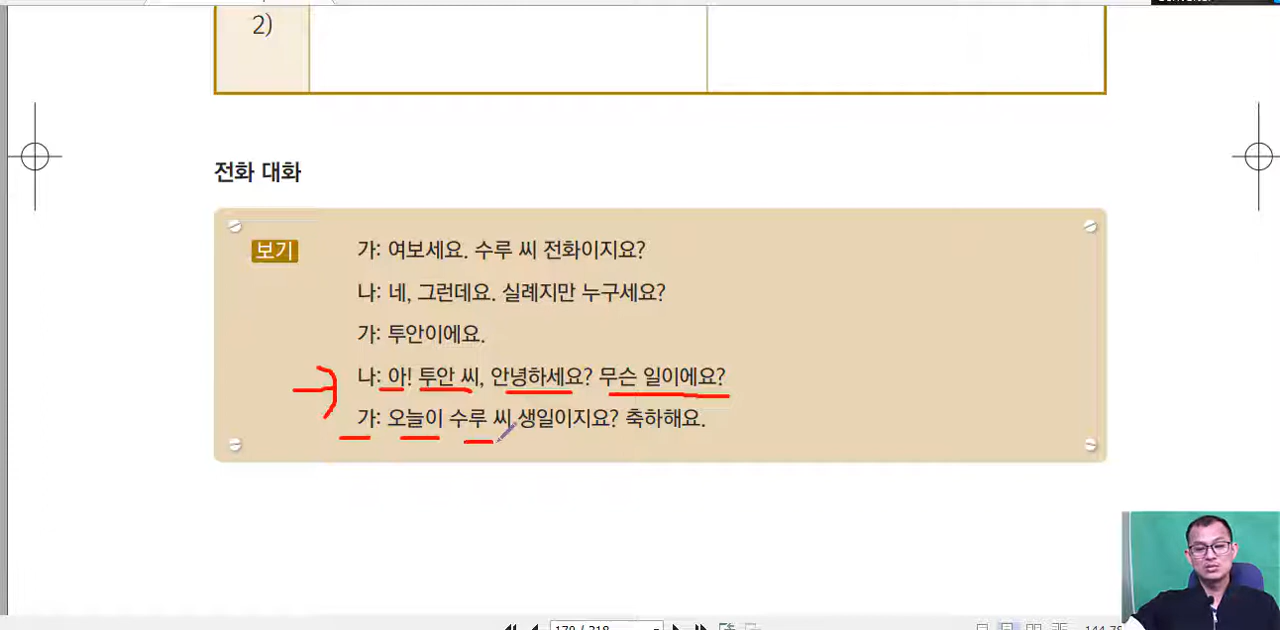 2)
전화 대화
보기
가: 여보세요. 수루 씨 전화이지요?
나: 네, 그런데요. 실례지만 누구세요?
가: 투안이에요.
나: 아! 투안 씨, 안녕하세요? 무슨 일이에요?
가: 오늘이 수루 씨 생일이지요? 축하해요.